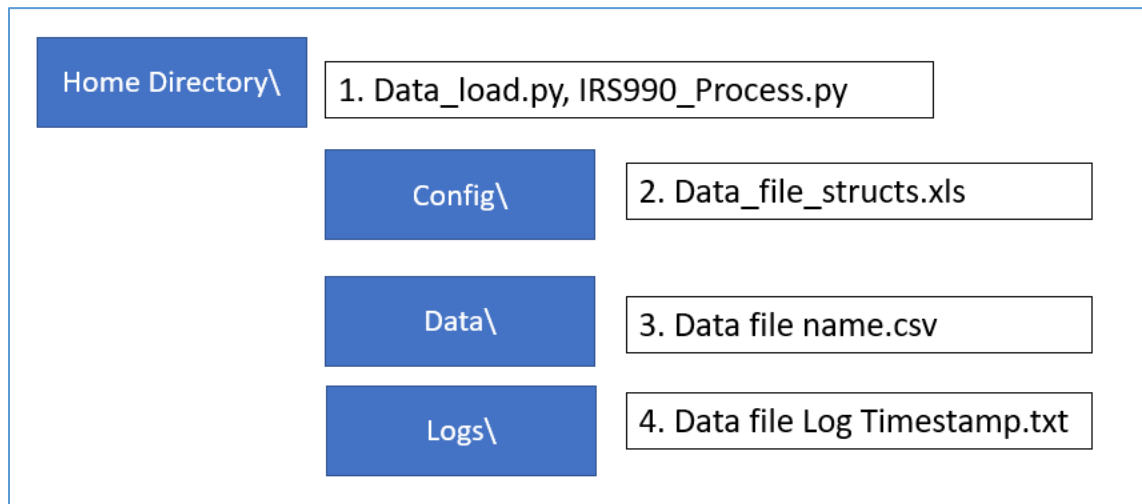 Home Directory\
1. Data_load.py, IRS990_Process.py
Config\
2. Data_file_structs.xls
Data\
3. Data file name.csv
Logs\
4. Data file Log Timestamp.txt